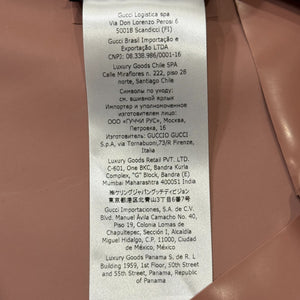 Gucci Logistica spa
Via Don Lorenzo Perosi 6
50018 Scandicci (FI)
Gucci Brasil Importação e
Exportação LTDA
CNPJ: 08.338.986/0001-16
Luxury Goods Chile SPA
Calle Miraflores n. 222, piso 28
norte, Santiago Chile
Символы по уходу:
см. вшивной ярлык
Импортер и уполномоченное
изготовителем лицо:
ООО «ГУЧЧИ РУС», Москва,
Петровка, 16
Изготовитель: GUCCIO GUCCI
SPA via Tornabuoni,73/R Firenze,
Italia
Luxury Goods Retail PVT. LTD.
C-601, One BKC, Bandra Kurla
Complex, "G" Block, Bandra (E)
Mumbai Maharashtra 400051 India
㈱ケリングジャパングッチディビジョン
東京都港区北青山3丁目6番7号
Gucci Importaciones, S.A. de C.V.
Blvd. Manuel Ávila Camacho No. 40,
Piso 19, Colonia Lomas de
Chapultepec, Sección I, Alcaldía
Miguel Hidalgo, C.P. 11000, Ciudad
de México, México
Luxury Goods Panama S. de R. L
Building 1959, 1st floor, 50th Street
and 55th Street, Panama, Republic
of Panama